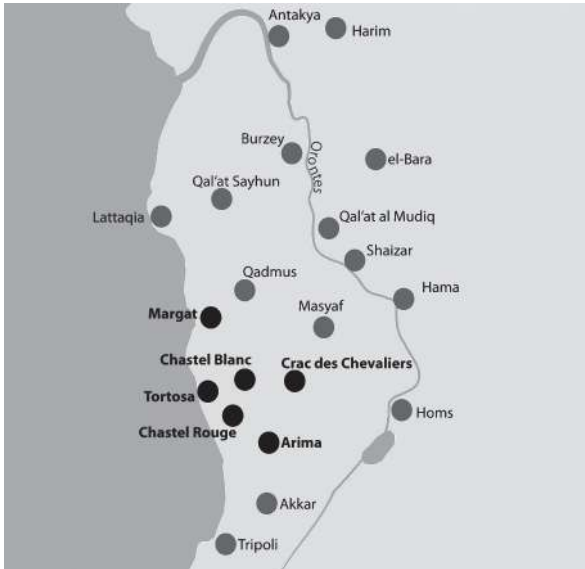 Antakya
Harim
Burzey
Orontes
el-Bara
Qal'at Sayhun
Lattaqia
Qal'at al Mudiq
Shaizar
Qadmus
Hama
Margat
Masyaf
Chastel Blanc
Crac des Chevaliers
Tortosa
Homs
Chastel Rouge
Arima
Akkar
Tripoli